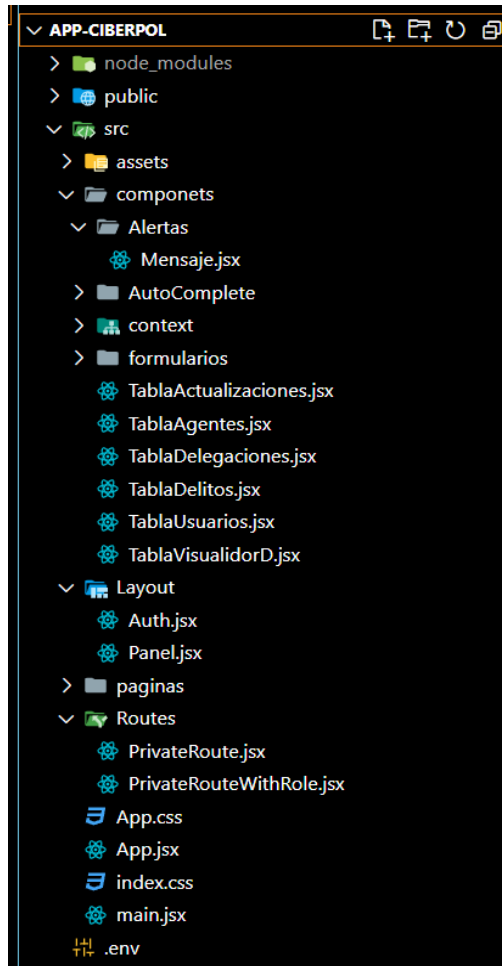 APP-CIBERPOL
node_modules
public
src
assets
componets
Alertas
Mensaje.jsx
AutoComplete
context
formularios
TablaActualizaciones.jsx
TablaAgentes.jsx
TablaDelegaciones.jsx
TablaDelitos.jsx
TablaUsuarios.jsx
TablaVisualidorD.jsx
Layout
Auth.jsx
Panel.jsx
paginas
Routes
PrivateRoute.jsx
PrivateRouteWithRole.jsx
App.css
App.jsx
index.css
main.jsx
.env